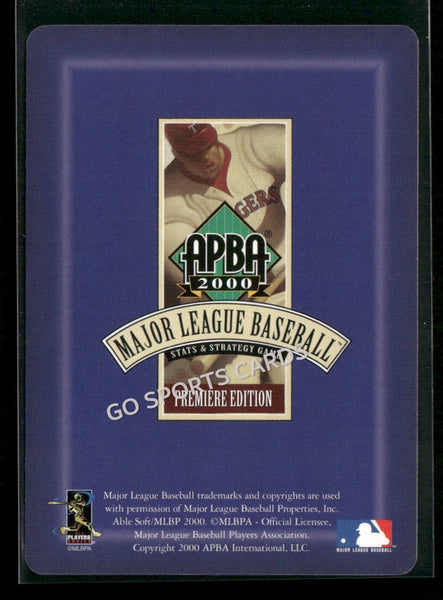 T
GERS
APBA®
2000
MAJOR LEAGUE BASEBALL™
STATS & STRATEGY GAME
GO SPORTS CARDS
PREMIERE EDITION
Major League Baseball trademarks and copyrights are used
with permission of Major League Baseball Properties, Inc.
Able Soft/MLBP 2000. ©MLBPA - Official Licensee,
Major League Baseball Players Association.
Copyright 2000 APBA International, LLC.
PLAYERS
CHOICE
©MLBPA
MAJOR LEAGUE BASEBALL